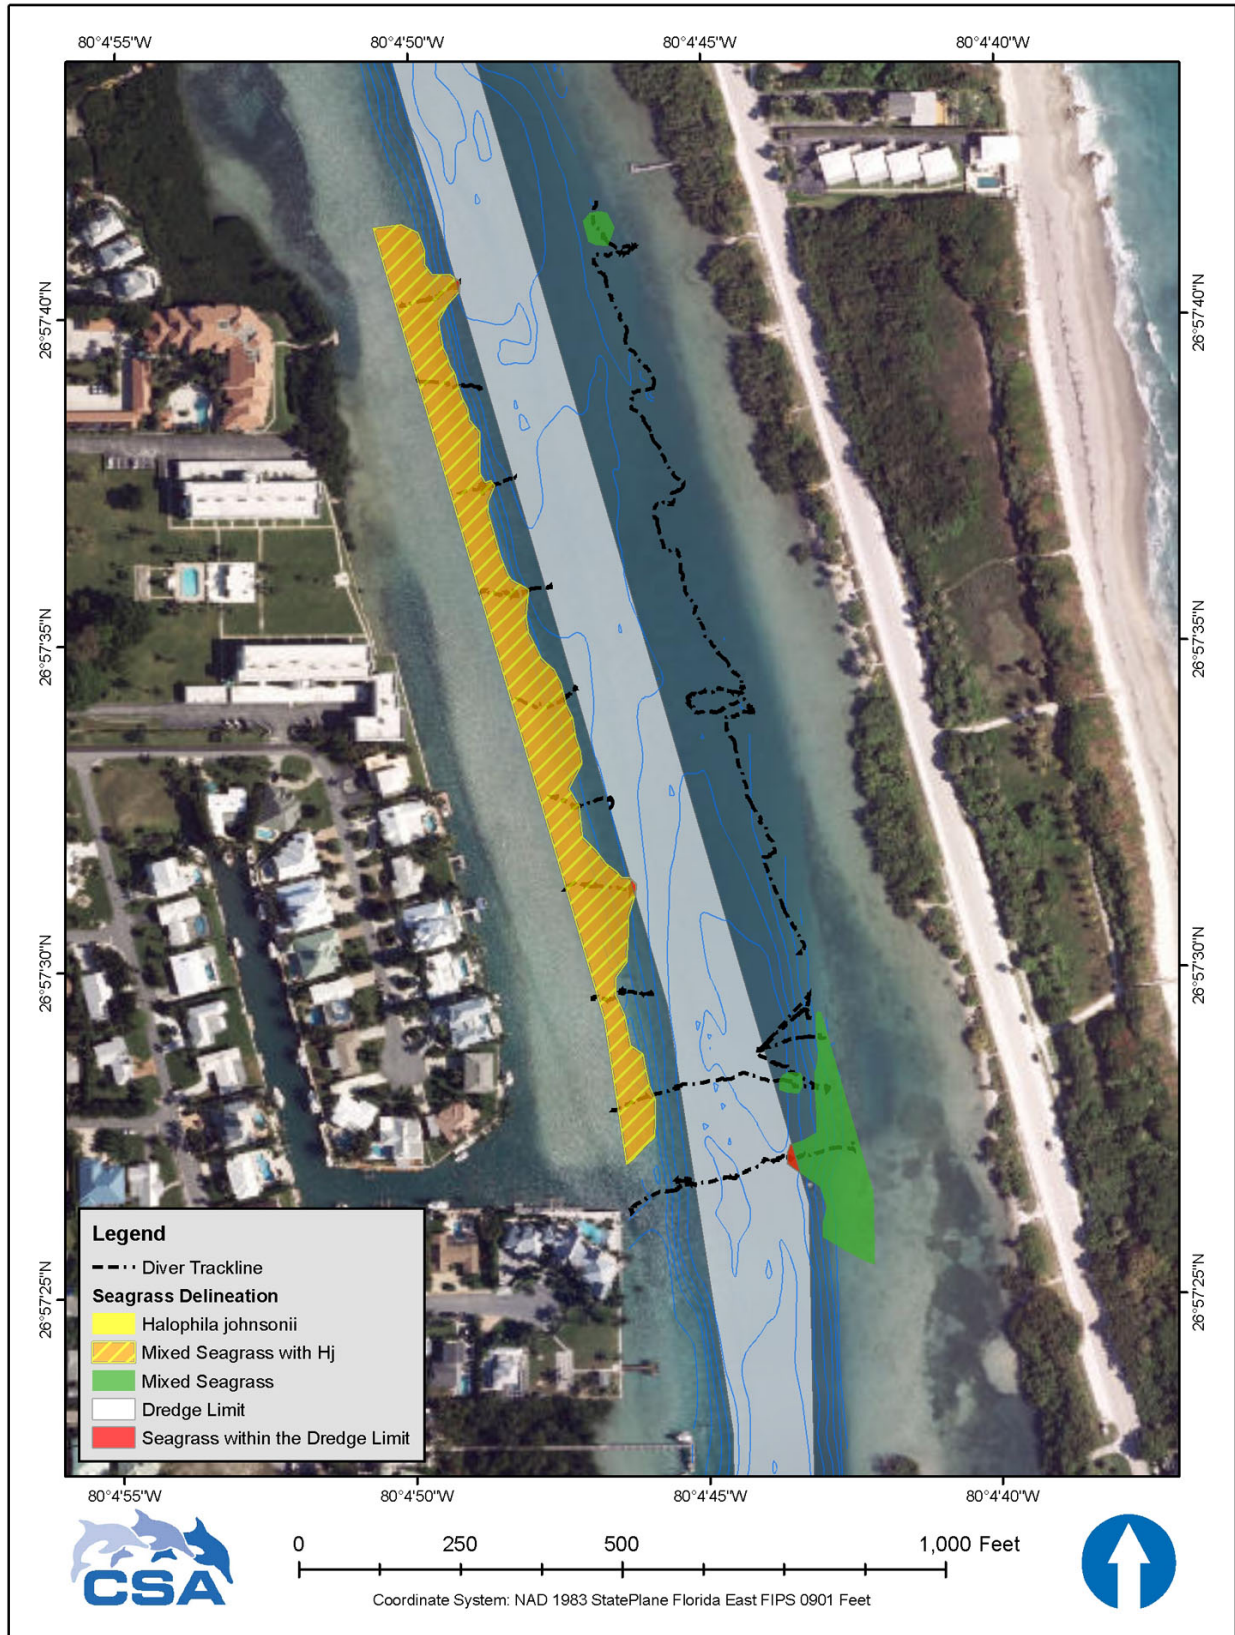 80°4'55"W 80°4'50"W 80°4'45"W 80°4'40"W
26°57'40"N 26°57'40"N
26°57'35"N 26°57'35"N
26°57'30"N 26°57'30"N
26°57'25"N 26°57'25"N
Legend
Diver Trackline
Seagrass Delineation
Halophila johnsonii
Mixed Seagrass with Hj
Mixed Seagrass
Dredge Limit
Seagrass within the Dredge Limit
80°4'55"W 80°4'50"W 80°4'45"W 80°4'40"W
CSA
0 250 500 1,000 Feet
Coordinate System: NAD 1983 StatePlane Florida East FIPS 0901 Feet